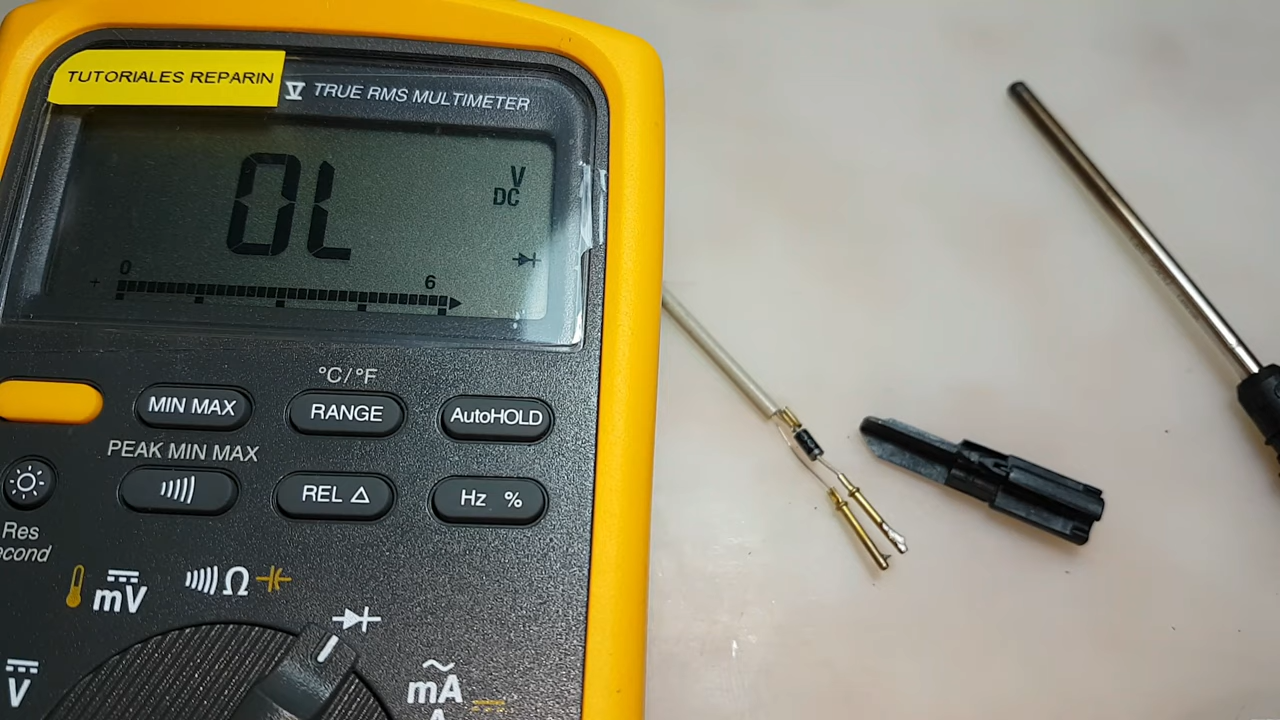 TUTORIALES REPARIN
V TRUE RMS MULTIMETER
OL
V
DC
0
6
+
°C/°F
MIN MAX
RANGE
AutoHOLD
PEAK MIN MAX
REL Δ
Hz %
Res
econd
mV
Ω
V
mA
A